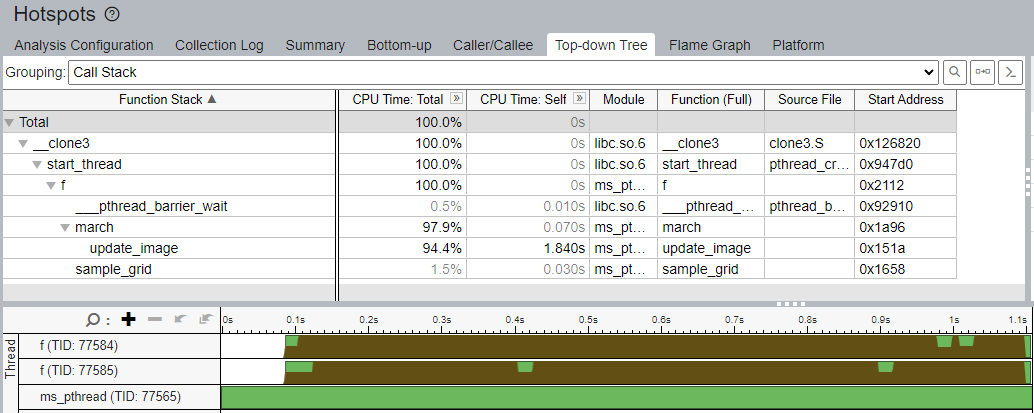 Hotspots ?
Analysis Configuration Collection Log Summary Bottom-up Caller/Callee Top-down Tree Flame Graph Platform
Grouping: Call Stack
Function Stack ▲ CPU Time: Total » CPU Time: Self » Module Function (Full) Source File Start Address
Total 100.0% 0s
__clone3 100.0% 0s libc.so.6 __clone3 clone3.S 0x126820
start_thread 100.0% 0s libc.so.6 start_thread pthread_cr... 0x947d0
f 100.0% 0s ms_pt... f 0x2112
___pthread_barrier_wait 0.5% 0.010s libc.so.6 ___pthread_... pthread_b... 0x92910
march 97.9% 0.070s ms_pt... march 0x1a96
update_image 94.4% 1.840s ms_pt... update_image 0x151a
sample_grid 1.5% 0.030s ms_pt... sample_grid 0x1658
: + − 0s 0.1s 0.2s 0.3s 0.4s 0.5s 0.6s 0.7s 0.8s 0.9s 1s 1.1s
Thread
f (TID: 77584)
f (TID: 77585)
ms_pthread (TID: 77565)